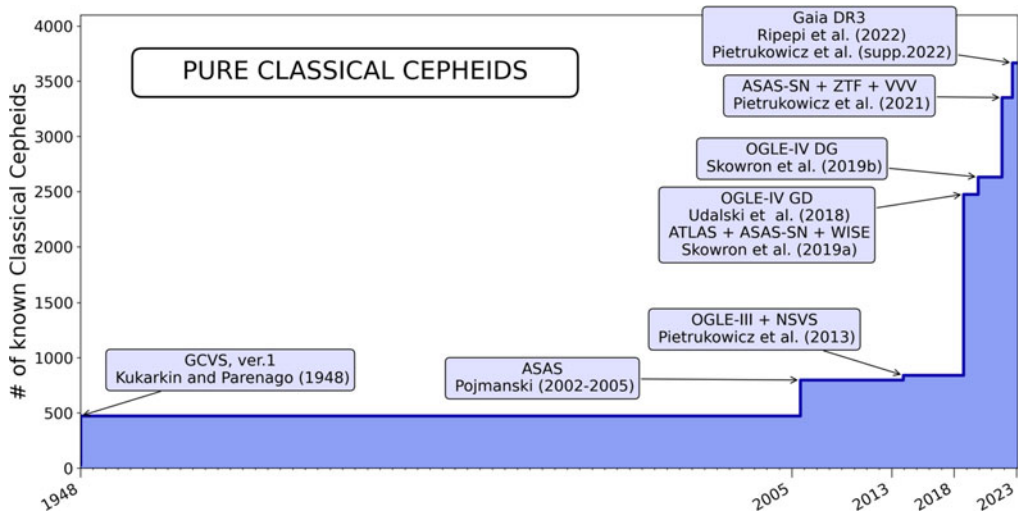 PURE CLASSICAL CEPHEIDS
Gaia DR3
Ripepi et al. (2022)
Pietrukowicz et al. (supp.2022)
ASAS-SN + ZTF + VVV
Pietrukowicz et al. (2021)
OGLE-IV DG
Skowron et al. (2019b)
OGLE-IV GD
Udalski et al. (2018)
ATLAS + ASAS-SN + WISE
Skowron et al. (2019a)
OGLE-III + NSVS
Pietrukowicz et al. (2013)
ASAS
Pojmanski (2002-2005)
GCVS, ver.1
Kukarkin and Parenago (1948)
# of known Classical Cepheids
4000
3500
3000
2500
2000
1500
1000
500
0
1948
2005
2013
2018
2023